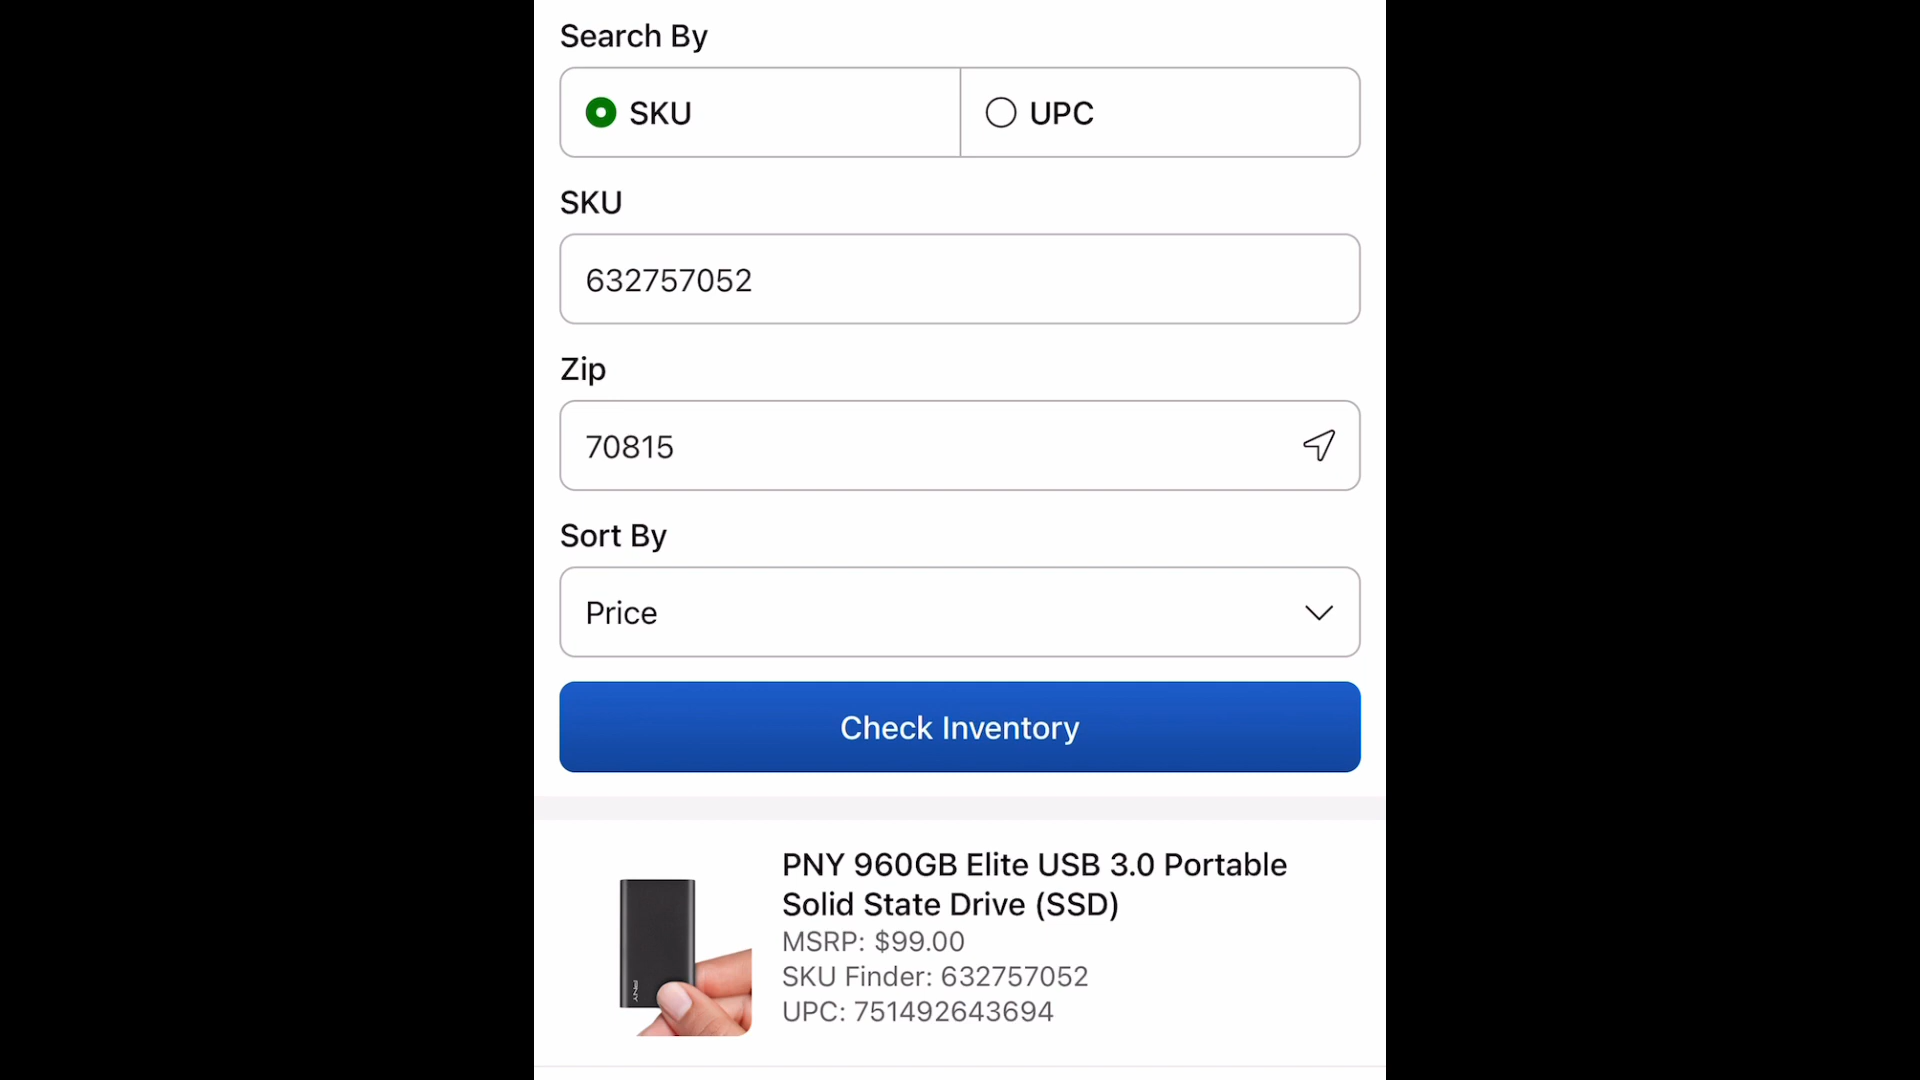 Search By
SKU
UPC
SKU
632757052
Zip
70815
Sort By
Price
Check Inventory
PNY 960GB Elite USB 3.0 Portable
Solid State Drive (SSD)
MSRP: $99.00
SKU Finder: 632757052
UPC: 751492643694
PNY